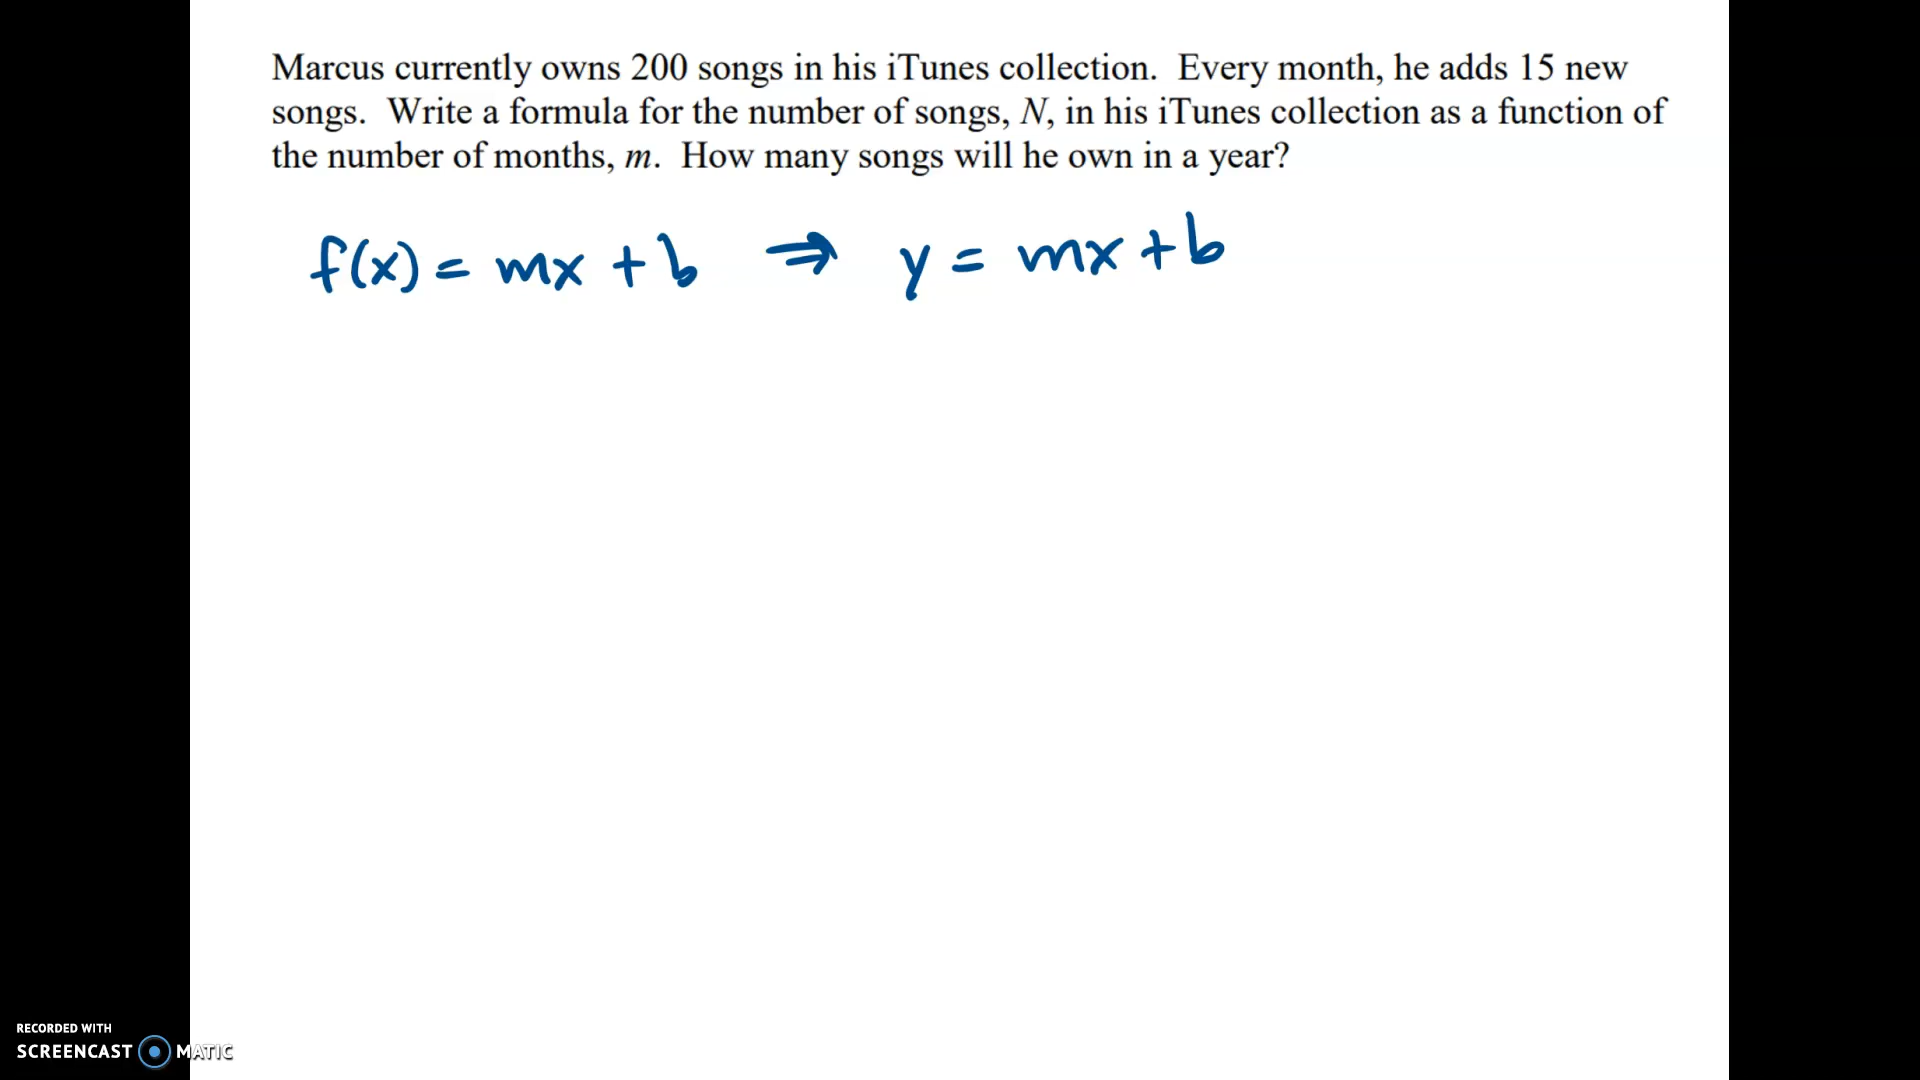 Marcus currently owns 200 songs in his iTunes collection. Every month, he adds 15 new
songs. Write a formula for the number of songs, N, in his iTunes collection as a function of
the number of months, m. How many songs will he own in a year?
f(x) = mx + b ⇒ y = mx + b
RECORDED WITH
SCREENCAST MATIC